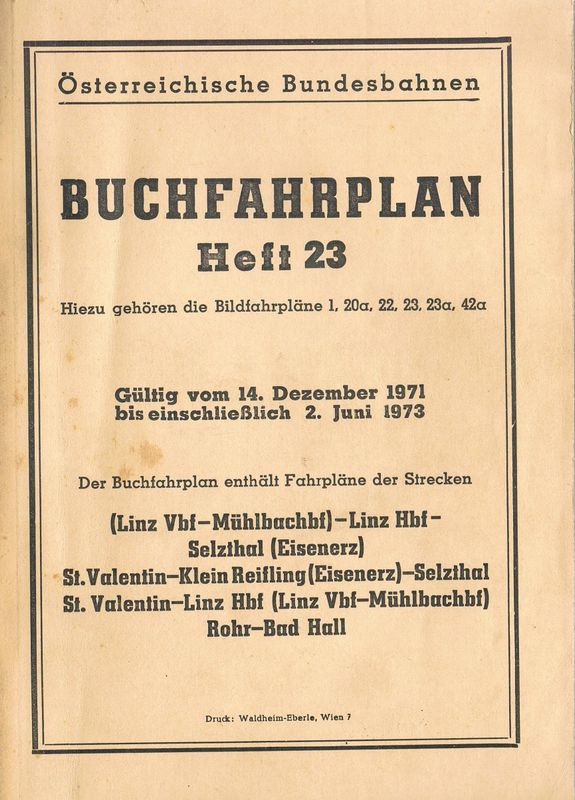 Österreichische Bundesbahnen
BUCHFAHRPLAN
Heft 23
Hiezu gehören die Bildfahrpläne 1, 20a, 22, 23, 23a, 42a
Gültig vom 14. Dezember 1971
bis einschließlich 2. Juni 1973
Der Buchfahrplan enthält Fahrpläne der Strecken
(Linz Vbf–Mühlbachbf)–Linz Hbf–
Selzthal (Eisenerz)
St. Valentin–Klein Reifling (Eisenerz)–Selzthal
St. Valentin–Linz Hbf (Linz Vbf–Mühlbachbf)
Rohr–Bad Hall
Druck: Waldheim-Eberle, Wien 7